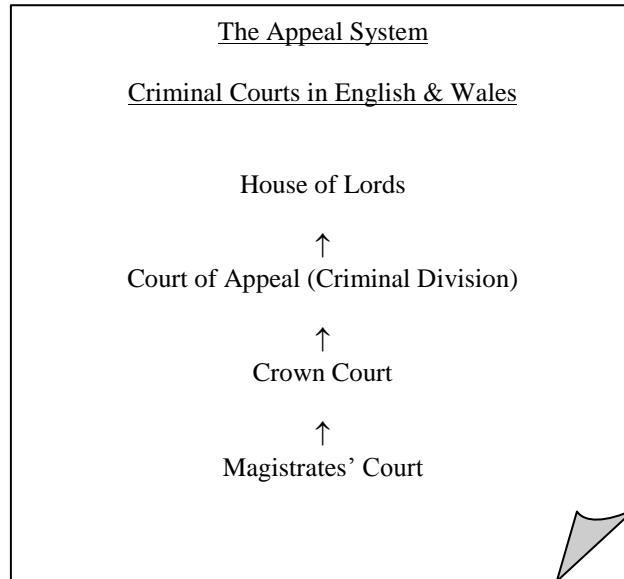 The Appeal System
Criminal Courts in English & Wales
House of Lords
↑
Court of Appeal (Criminal Division)
↑
Crown Court
↑
Magistrates’ Court